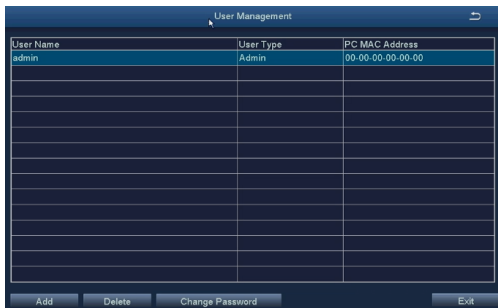 User Management
User Name User Type PC MAC Address
admin Admin 00-00-00-00-00-00
Add Delete Change Password Exit